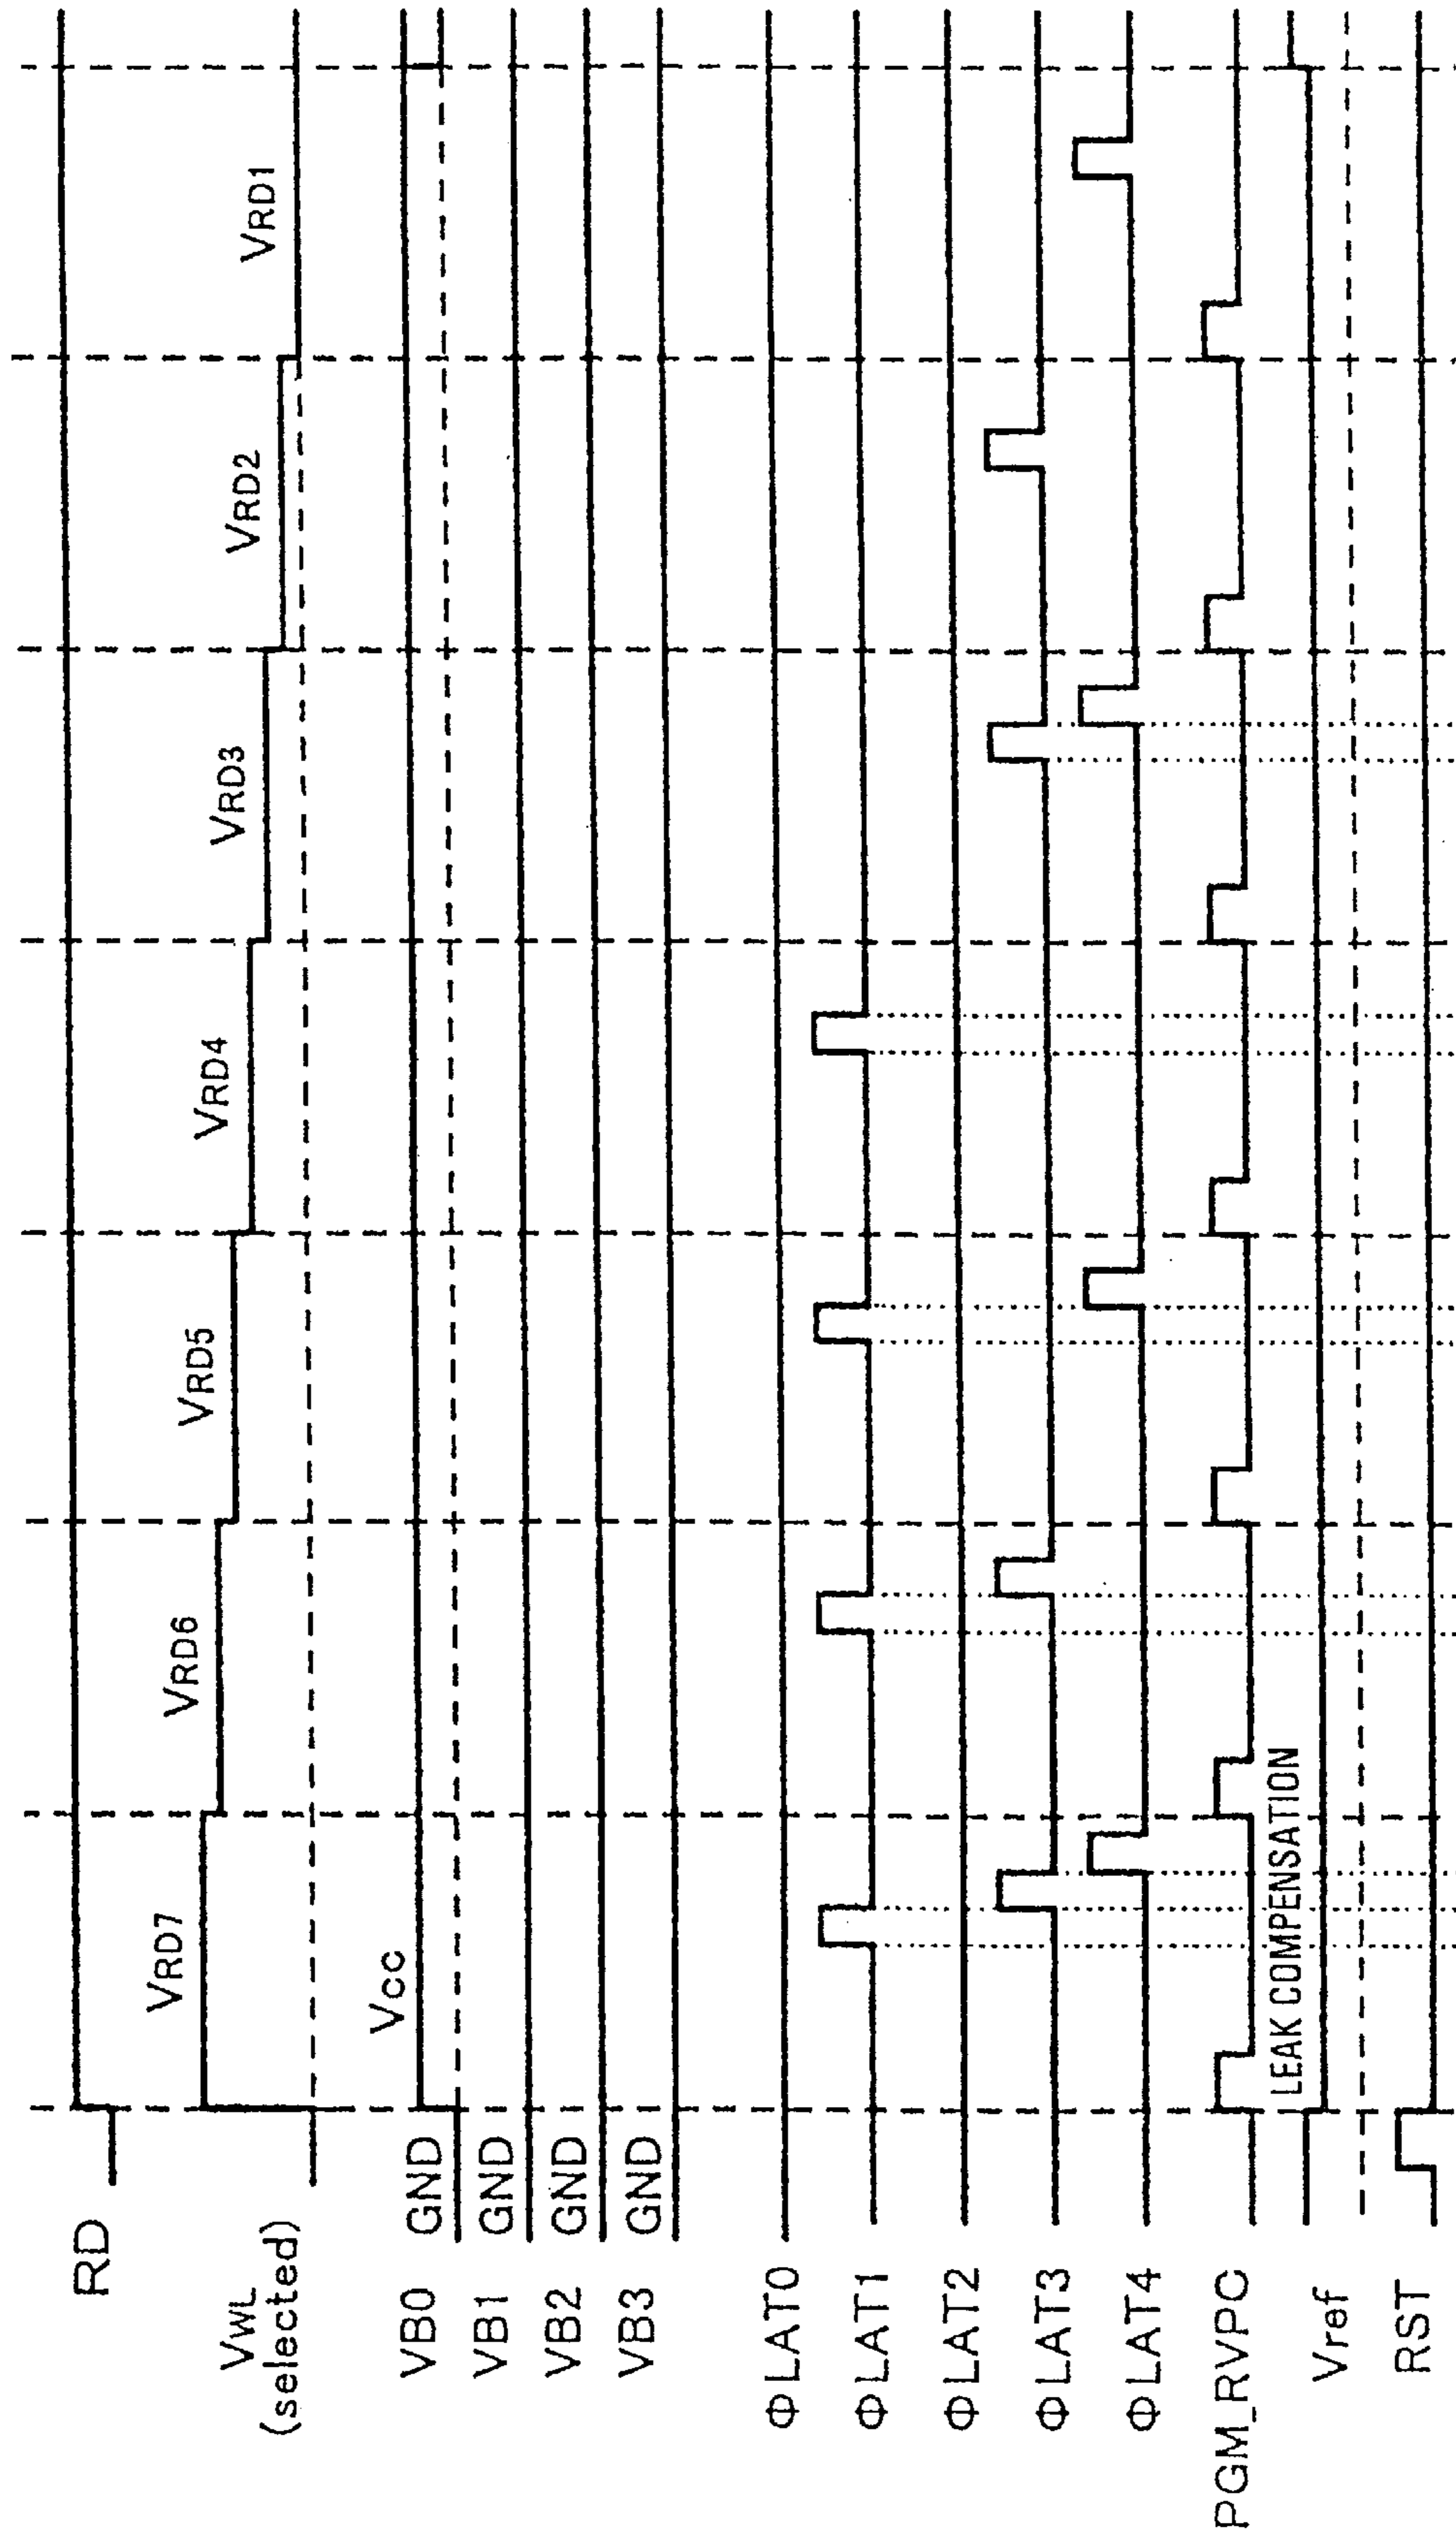 RD
VWL
(selected)
VRD7
VRD6
VRD5
VRD4
VRD3
VRD2
VRD1
VB0 GND
Vcc
VB1 GND
VB2 GND
VB3 GND
ΦLAT0
ΦLAT1
ΦLAT2
ΦLAT3
ΦLAT4
PGM_RVPC
LEAK COMPENSATION
Vref
RST